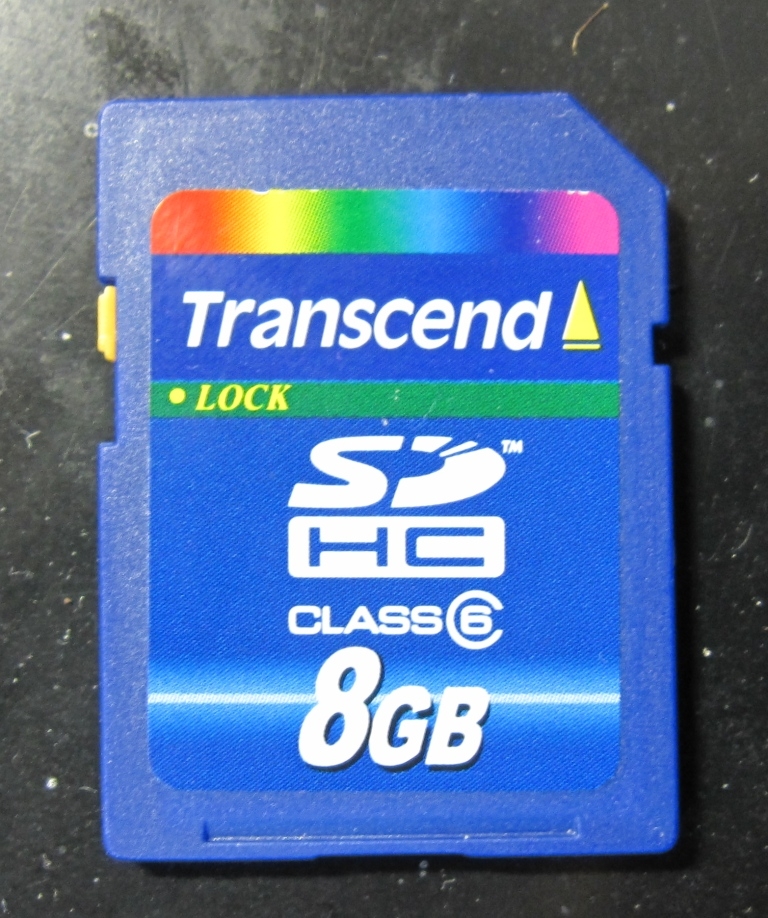 Transcend
• LOCK
SD™
HC
CLASS 6
8GB